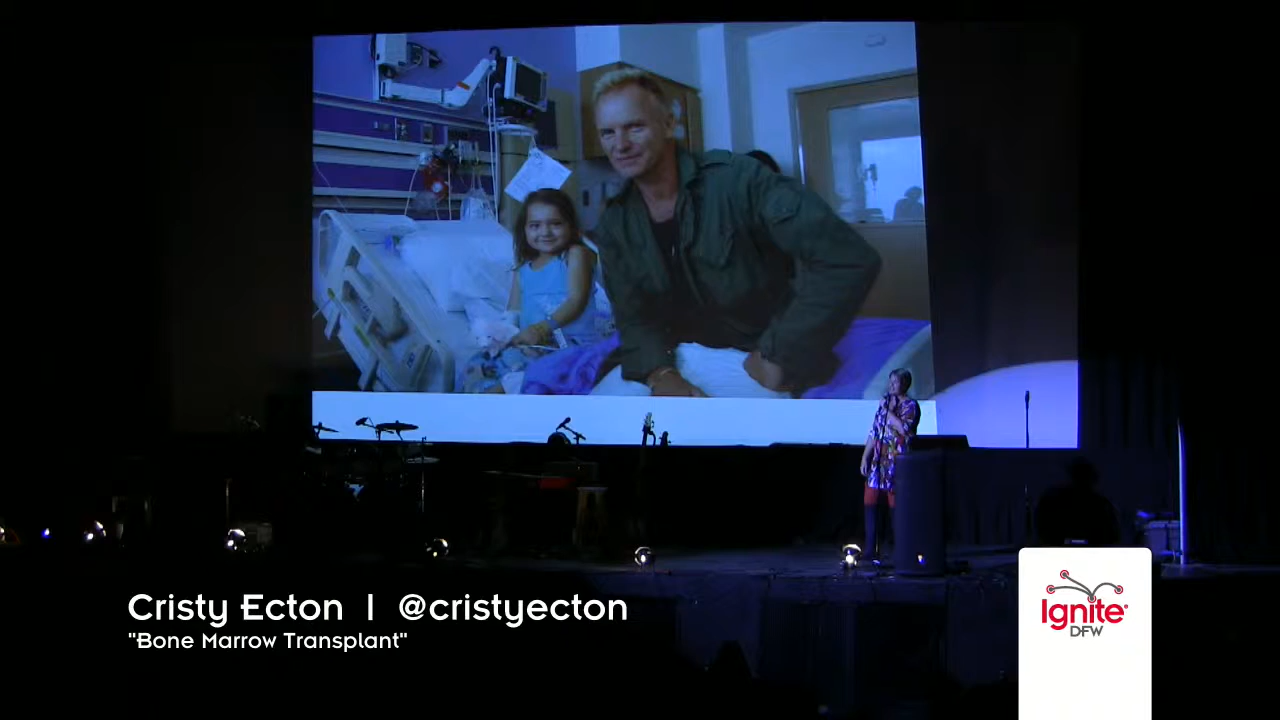 Cristy Ecton | @cristyecton
"Bone Marrow Transplant"
Ignite
DFW